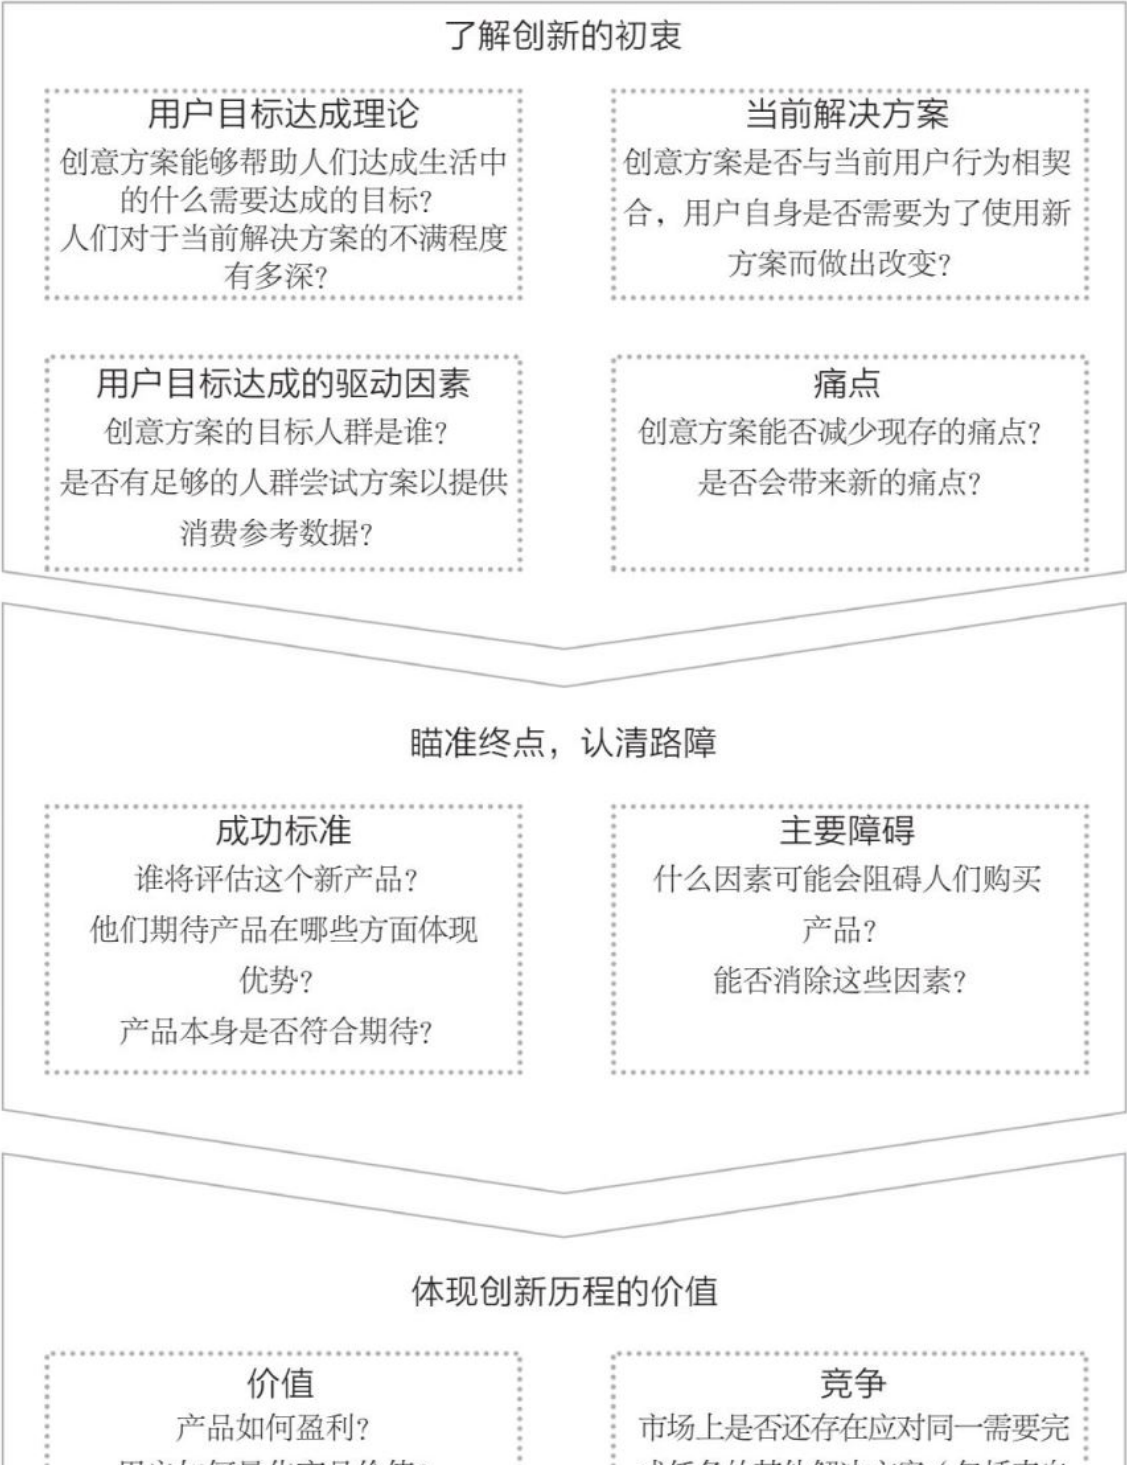 了解创新的初衷
用户目标达成理论
创意方案能够帮助人们达成生活中
的什么需要达成的目标？
人们对于当前解决方案的不满程度
有多深？
当前解决方案
创意方案是否与当前用户行为相契
合，用户自身是否需要为了使用新
方案而做出改变？
用户目标达成的驱动因素
创意方案的目标人群是谁？
是否有足够的人群尝试方案以提供
消费参考数据？
痛点
创意方案能否减少现存的痛点？
是否会带来新的痛点？
瞄准终点，认清路障
成功标准
谁将评估这个新产品？
他们期待产品在哪些方面体现
优势？
产品本身是否符合期待？
主要障碍
什么因素可能会阻碍人们购买
产品？
能否消除这些因素？
体现创新历程的价值
价值
产品如何盈利？
竞争
市场上是否还存在应对同一需要完